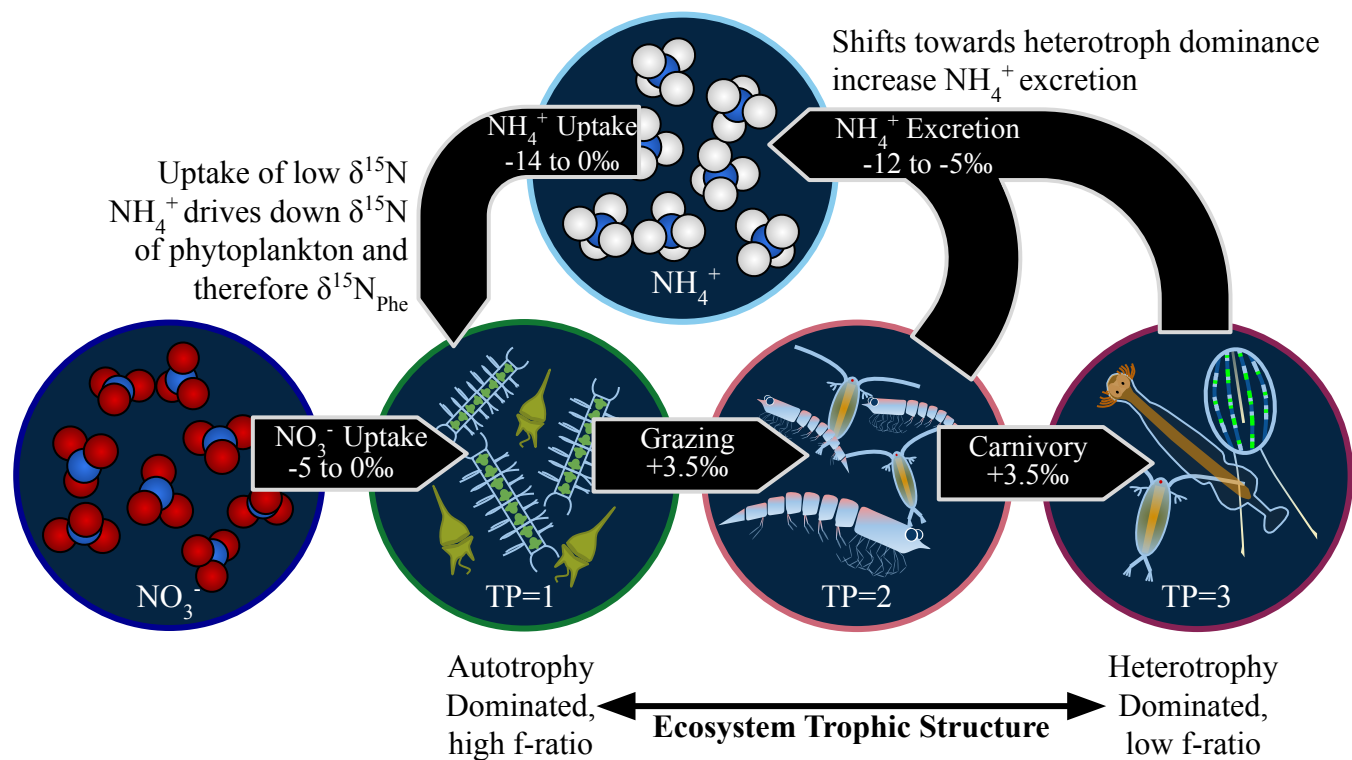 Shifts towards heterotroph dominance
increase NH₄⁺ excretion
NH₄⁺ Uptake
-14 to 0‰
NH₄⁺ Excretion
-12 to -5‰
Uptake of low δ¹⁵N
NH₄⁺ drives down δ¹⁵N
of phytoplankton and
therefore δ¹⁵N_Phe
NH₄⁺
NO₃⁻ Uptake
-5 to 0‰
Grazing
+3.5‰
Carnivory
+3.5‰
NO₃⁻
TP=1
TP=2
TP=3
Autotrophy
Dominated,
high f-ratio
Ecosystem Trophic Structure
Heterotrophy
Dominated,
low f-ratio